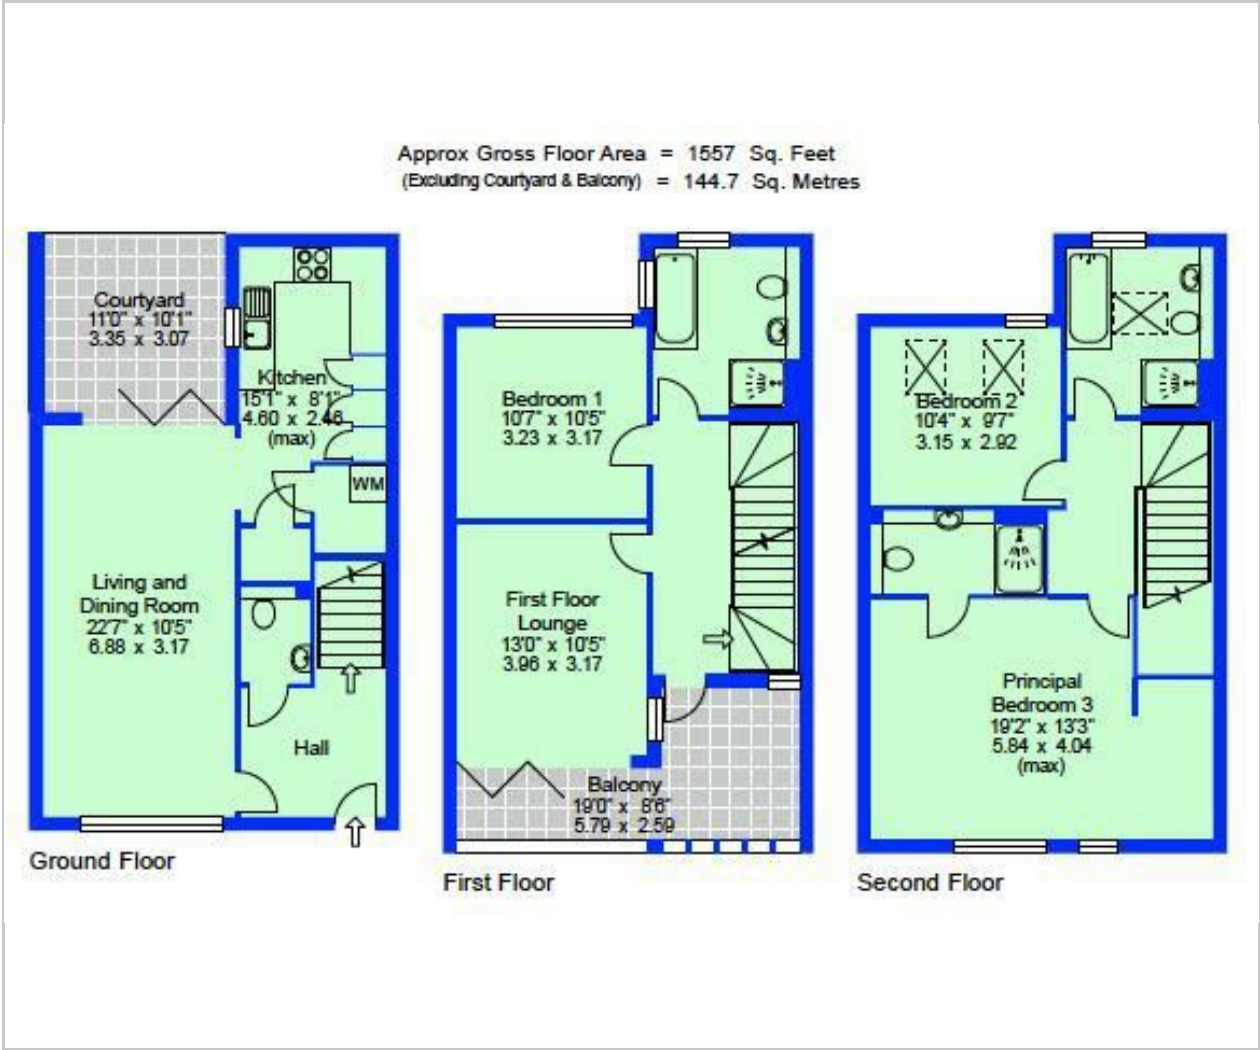 Approx Gross Floor Area = 1557 Sq. Feet
(Excluding Courtyard & Balcony) = 144.7 Sq. Metres
Courtyard
11'0" x 10'1"
3.35 x 3.07
Kitchen
15'1" x 8'1"
4.60 x 2.46
(max)
WM
Living and
Dining Room
22'7" x 10'5"
6.88 x 3.17
Hall
Ground Floor
Bedroom 1
10'7" x 10'5"
3.23 x 3.17
First Floor
Lounge
13'0" x 10'5"
3.96 x 3.17
Balcony
19'0" x 8'6"
5.79 x 2.59
First Floor
Bedroom 2
10'4" x 9'7"
3.15 x 2.92
Principal
Bedroom 3
19'2" x 13'3"
5.84 x 4.04
(max)
Second Floor